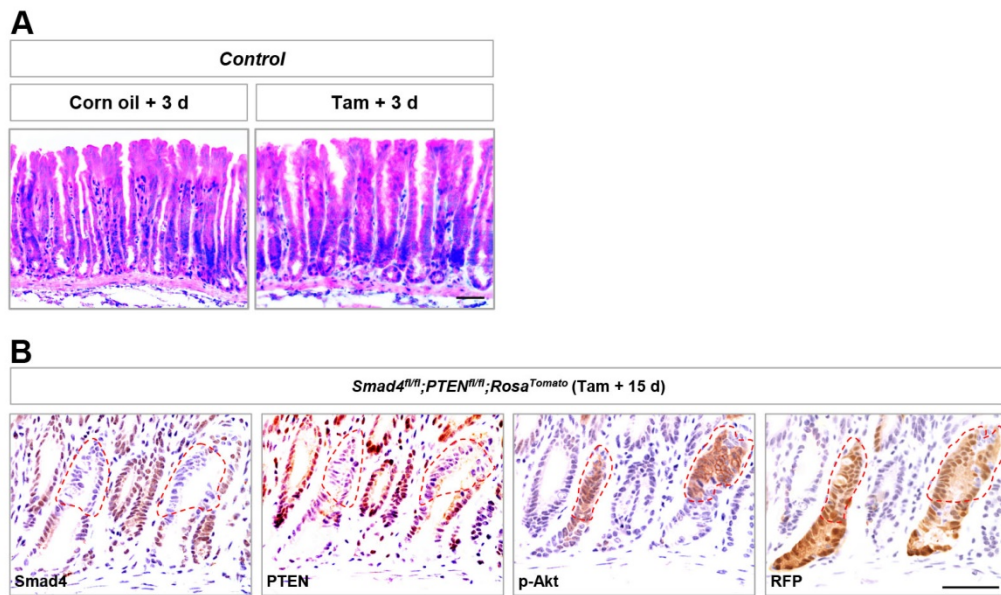 A
Control
Corn oil + 3 d
Tam + 3 d
B
Smad4fl/fl;PTENfl/fl;RosaTomato (Tam + 15 d)
Smad4
PTEN
p-Akt
RFP